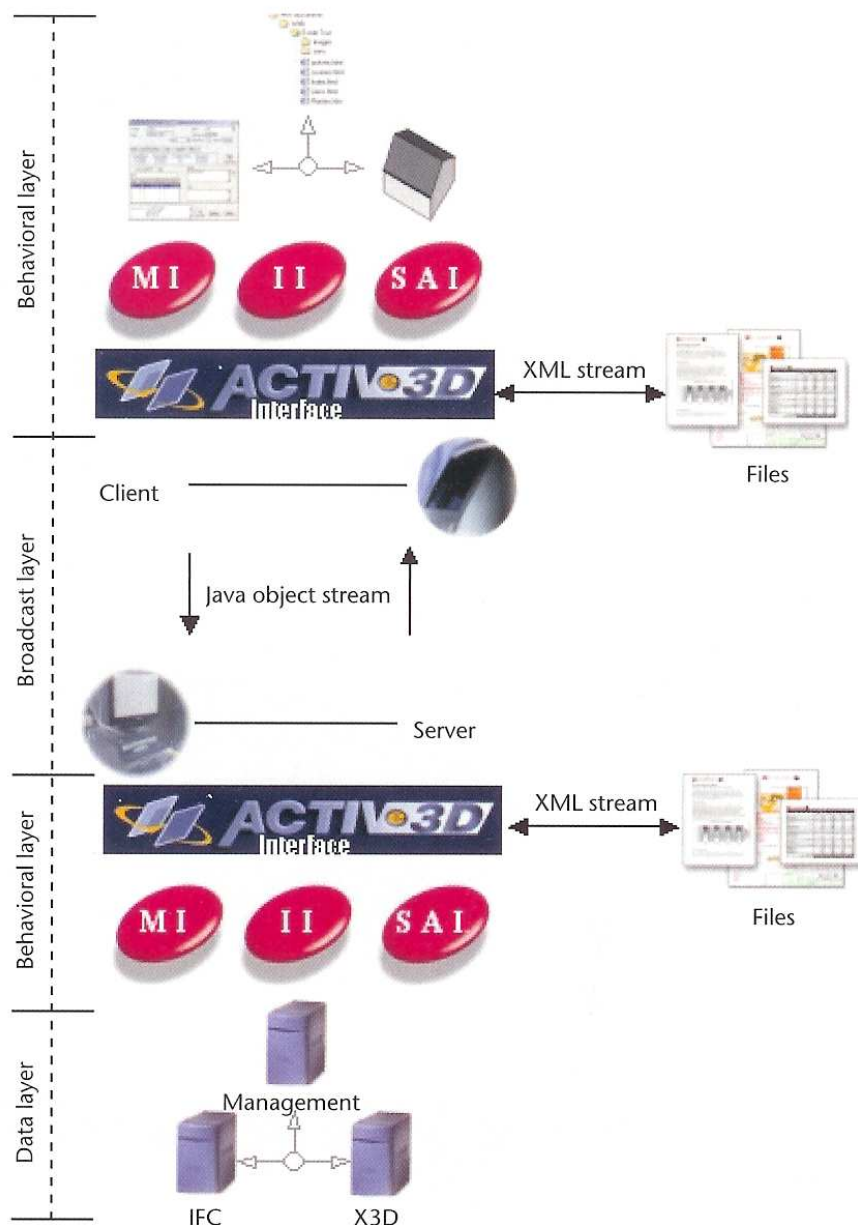 Behavioral layer
MI
II
SAI
ACTIV3D
Interface
XML stream
Files
Broadcast layer
Client
Java object stream
Server
Behavioral layer
ACTIV3D
Interface
XML stream
Files
MI
II
SAI
Data layer
Management
IFC
X3D